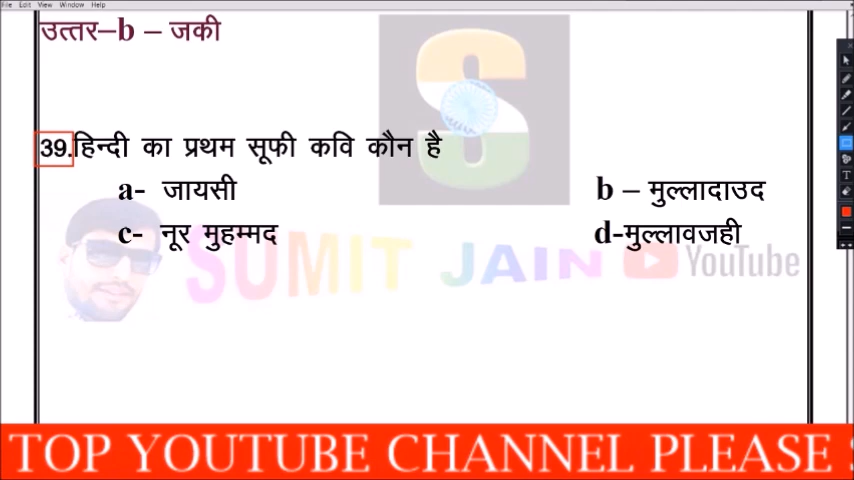 File Edit View Window Help
उत्तर–b – जकी
39.हिन्दी का प्रथम सूफी कवि कौन है
a- जायसी b – मुल्लादाउद
c- नूर मुहम्मद d-मुल्लावजही
SUMIT JAIN YouTube
TOP YOUTUBE CHANNEL PLEASE S